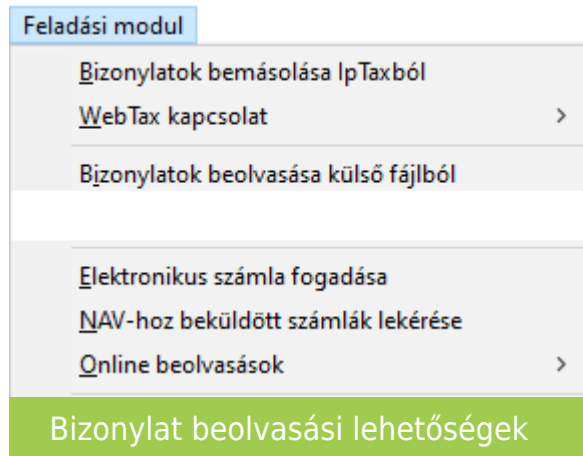 Feladási modul
Bizonylatok bemásolása IpTaxból
WebTax kapcsolat
Bizonylatok beolvasása külső fájlból
Elektronikus számla fogadása
NAV-hoz beküldött számlák lekérése
Online beolvasások
Bizonylat beolvasási lehetőségek